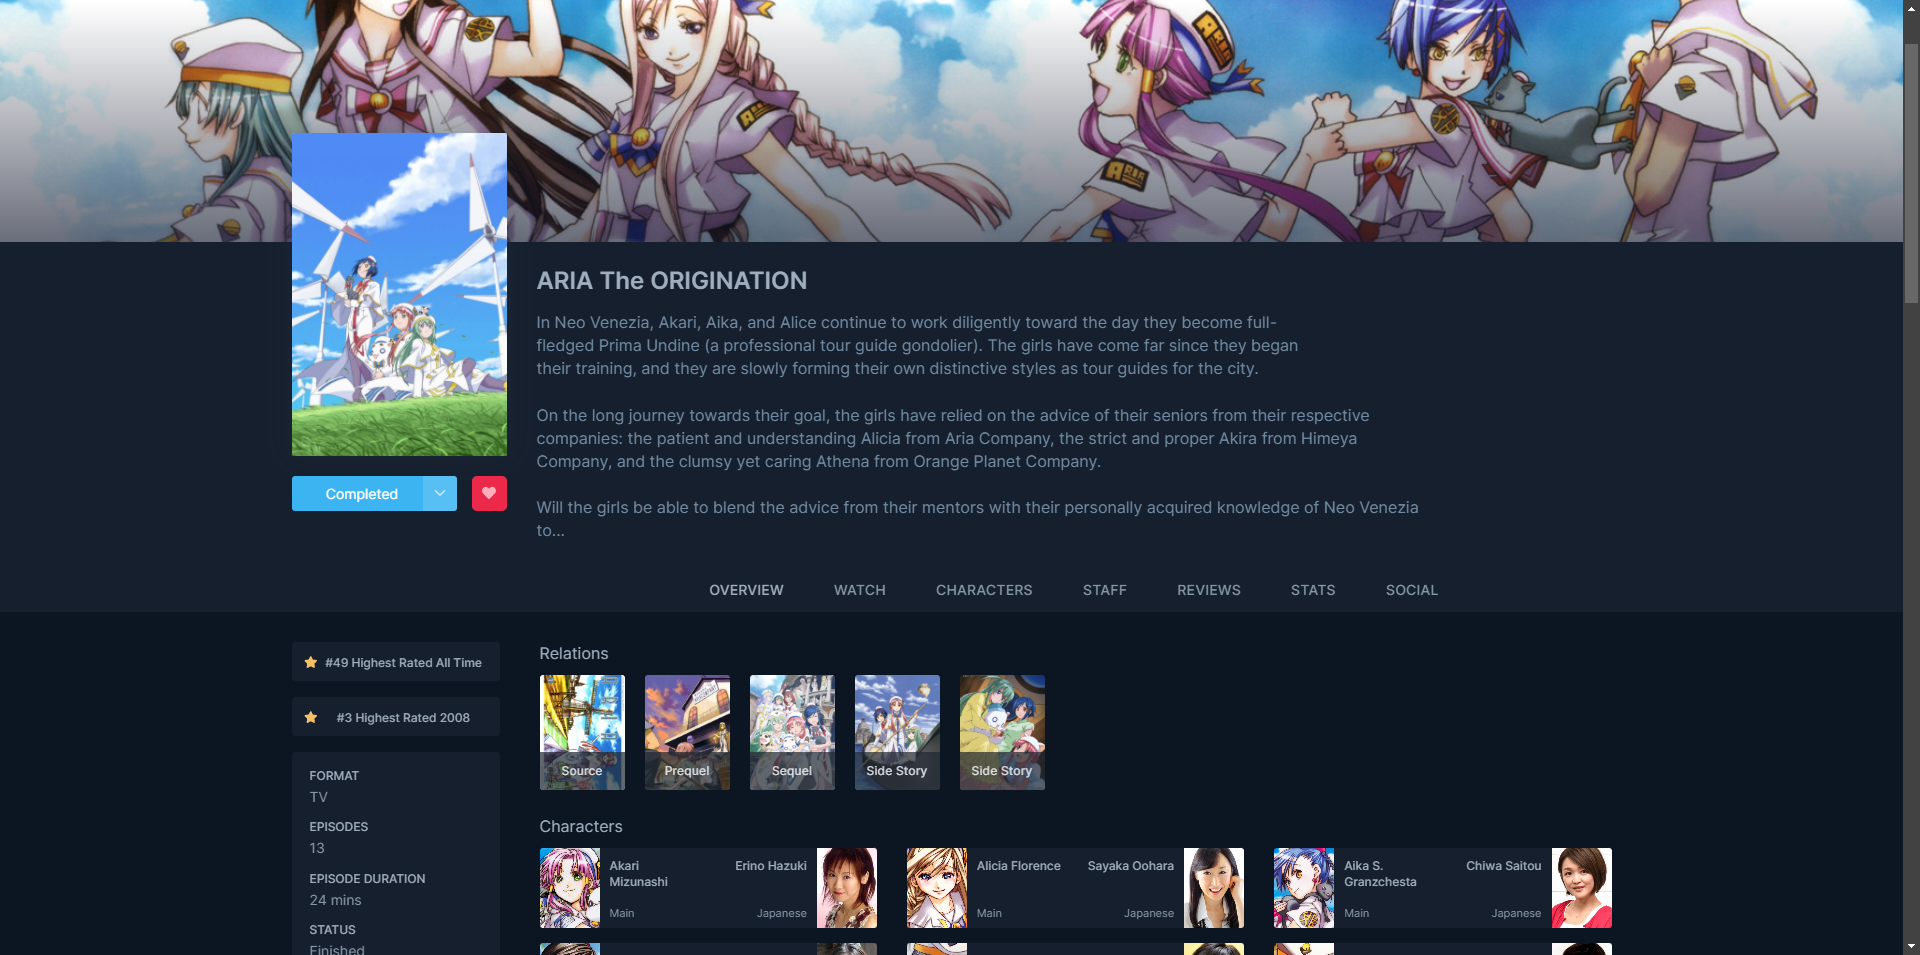 ARIA
ARIA
ARIA The ORIGINATION
In Neo Venezia, Akari, Aika, and Alice continue to work diligently toward the day they become full-
fledged Prima Undine (a professional tour guide gondolier). The girls have come far since they began
their training, and they are slowly forming their own distinctive styles as tour guides for the city.
On the long journey towards their goal, the girls have relied on the advice of their seniors from their respective
companies: the patient and understanding Alicia from Aria Company, the strict and proper Akira from Himeya
Company, and the clumsy yet caring Athena from Orange Planet Company.
Will the girls be able to blend the advice from their mentors with their personally acquired knowledge of Neo Venezia
to...
Completed
OVERVIEW
WATCH
CHARACTERS
STAFF
REVIEWS
STATS
SOCIAL
#49 Highest Rated All Time
#3 Highest Rated 2008
FORMAT
TV
EPISODES
13
EPISODE DURATION
24 mins
STATUS
Finished
Relations
Source
Prequel
Sequel
Side Story
Side Story
Characters
Akari
Mizunashi
Main
Erino Hazuki
Japanese
Alicia Florence
Main
Sayaka Oohara
Japanese
Aika S.
Granzchesta
Main
Chiwa Saitou
Japanese